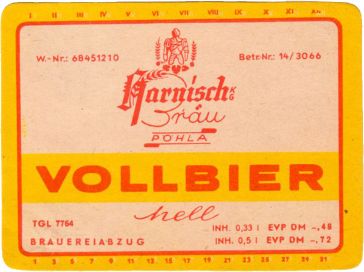 I II III IV V VI VII VIII IX X XI XII
W.-Nr.: 68451210
Betr.Nr.: 14/3066
Harnisch KG
Bräu
PÖHLA
VOLLBIER
hell
TGL 7764
INH. 0,33 l EVP DM -,48
BRAUEREIABZUG
INH. 0,5 l EVP DM -,72
1 3 5 7 9 11 13 15 17 19 21 23 25 27 29 31